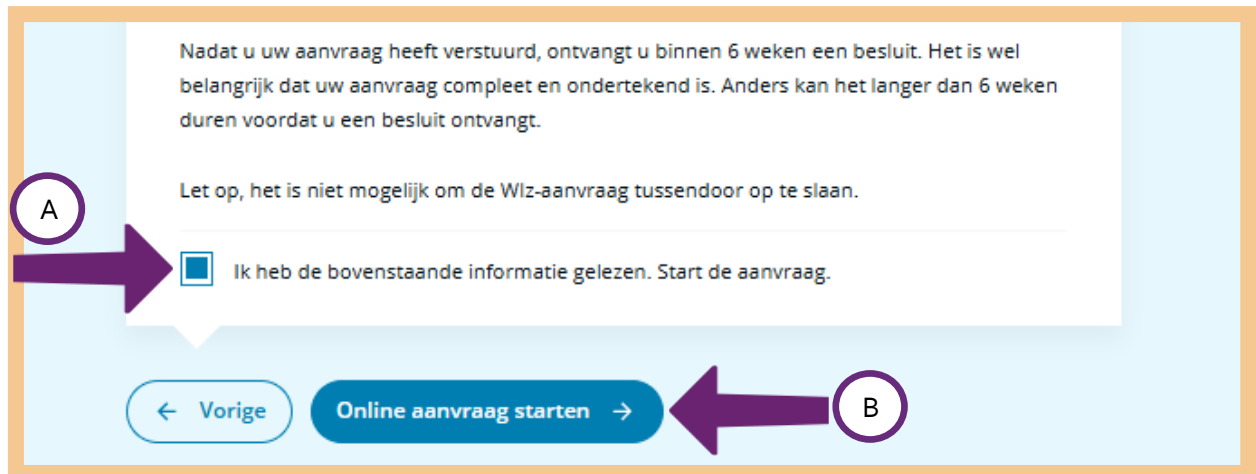 Nadat u uw aanvraag heeft verstuurd, ontvangt u binnen 6 weken een besluit. Het is wel
belangrijk dat uw aanvraag compleet en ondertekend is. Anders kan het langer dan 6 weken
duren voordat u een besluit ontvangt.
Let op, het is niet mogelijk om de Wlz-aanvraag tussendoor op te slaan.
A
Ik heb de bovenstaande informatie gelezen. Start de aanvraag.
← Vorige
Online aanvraag starten →
B